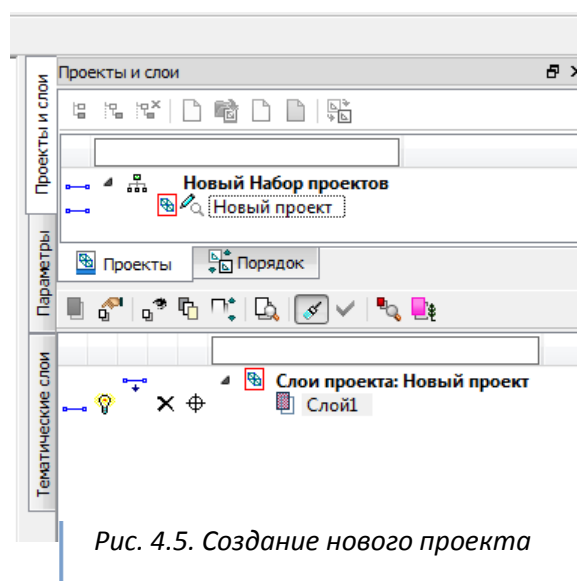 Проекты и слои
Проекты и слои
Новый Набор проектов
Новый проект
Параметры
Проекты
Порядок
Тематические слои
Слои проекта: Новый проект
Слой1
Рис. 4.5. Создание нового проекта